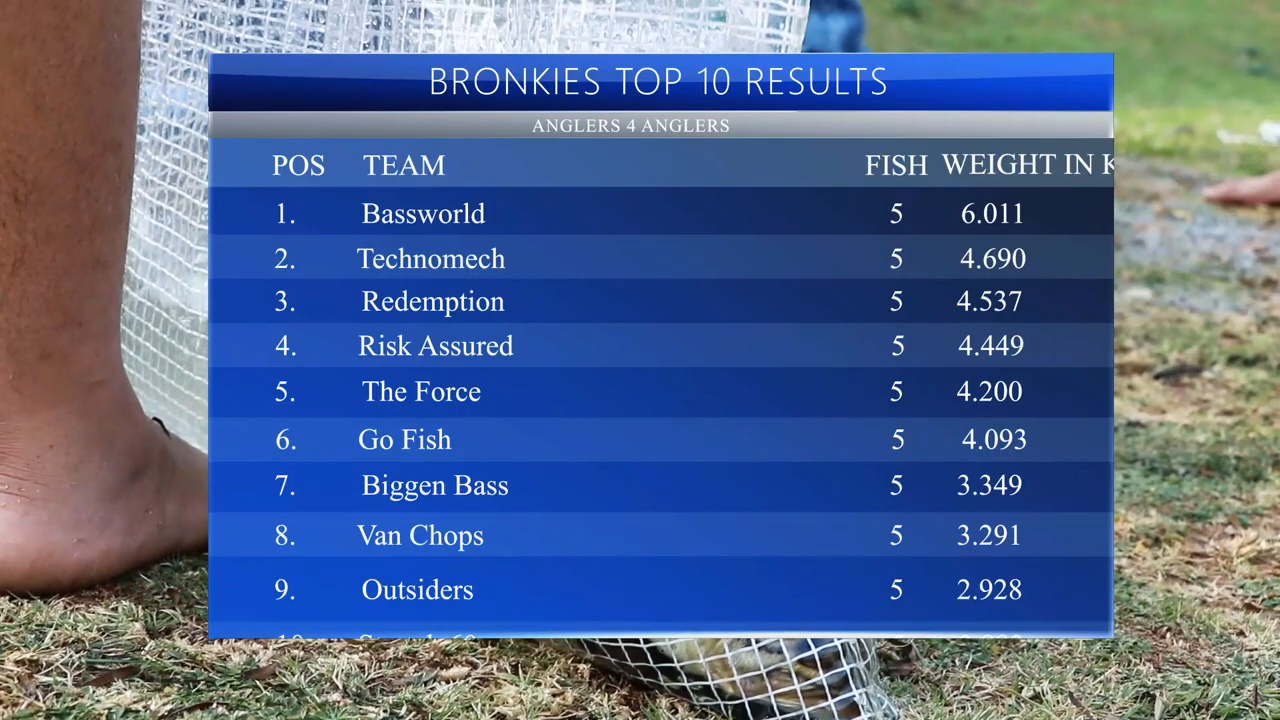 BRONKIES TOP 10 RESULTS
ANGLERS 4 ANGLERS
POS TEAM FISH WEIGHT IN K
1. Bassworld 5 6.011
2. Technomech 5 4.690
3. Redemption 5 4.537
4. Risk Assured 5 4.449
5. The Force 5 4.200
6. Go Fish 5 4.093
7. Biggen Bass 5 3.349
8. Van Chops 5 3.291
9. Outsiders 5 2.928